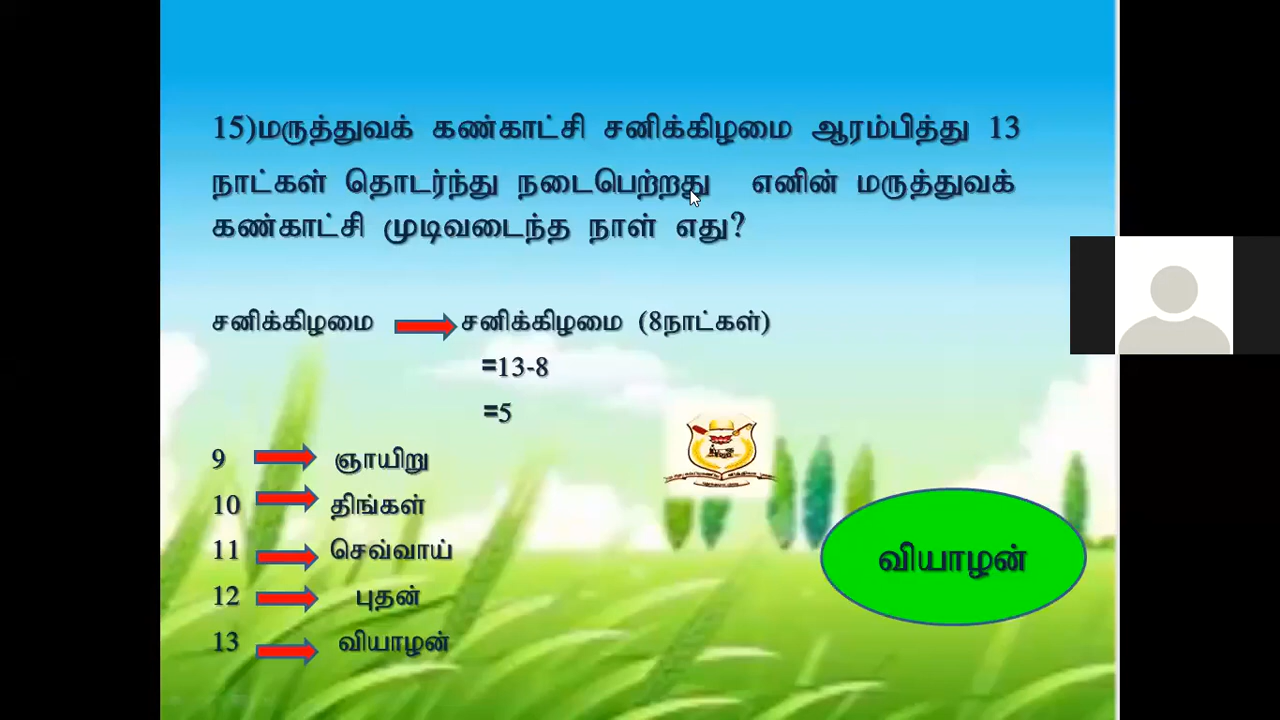 15)மருத்துவக் கண்காட்சி சனிக்கிழமை ஆரம்பித்து 13
நாட்கள் தொடர்ந்து நடைபெற்றது எனின் மருத்துவக்
கண்காட்சி முடிவடைந்த நாள் எது?
சனிக்கிழமை சனிக்கிழமை (8நாட்கள்)
=13-8
=5
9 ஞாயிறு
10 திங்கள்
11 செவ்வாய்
12 புதன்
13 வியாழன்
வியாழன்